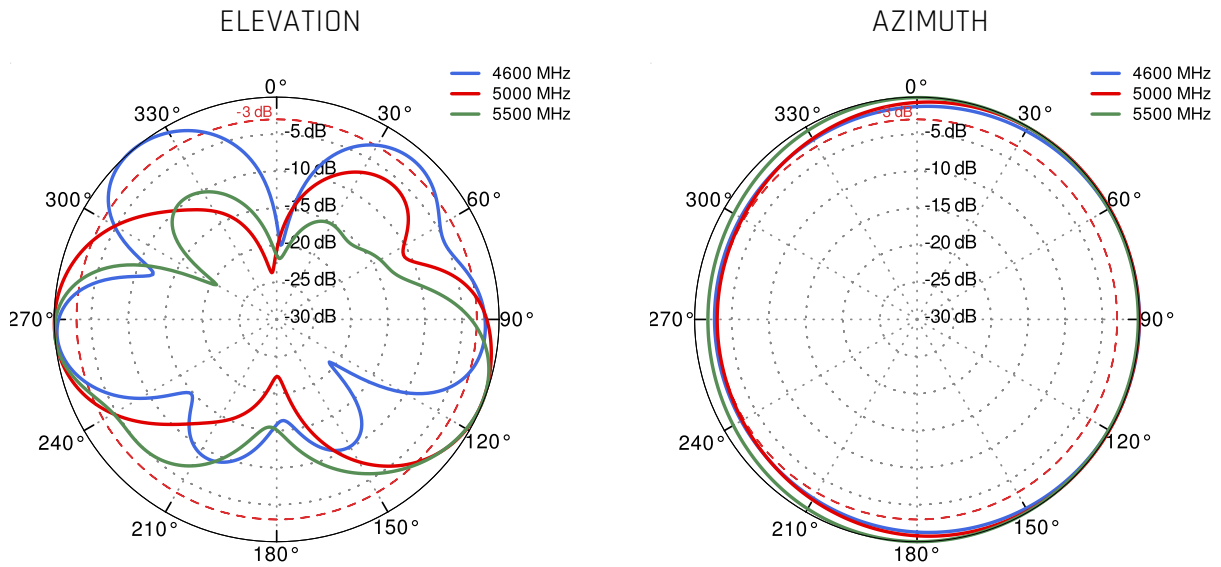 ELEVATION
4600 MHz
5000 MHz
5500 MHz
0°
30°
60°
90°
120°
150°
180°
210°
240°
270°
300°
330°
-3 dB
-5 dB
-10 dB
-15 dB
-20 dB
-25 dB
-30 dB
AZIMUTH
4600 MHz
5000 MHz
5500 MHz
0°
30°
60°
90°
120°
150°
180°
210°
240°
270°
300°
330°
-3 dB
-5 dB
-10 dB
-15 dB
-20 dB
-25 dB
-30 dB